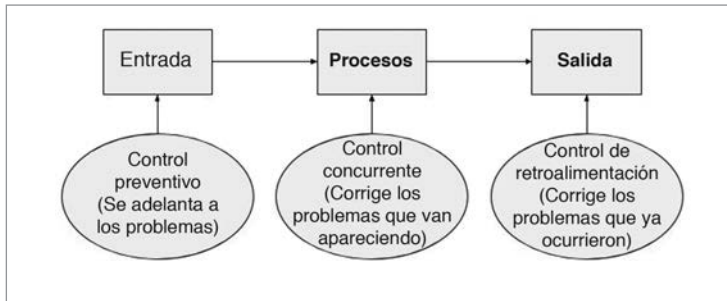 Entrada
Procesos
Salida
Control
preventivo
(Se adelanta a
los problemas)
Control
concurrente
(Corrige los
problemas que van
apareciendo)
Control de
retroalimentación
(Corrige los
problemas que ya
ocurrieron)